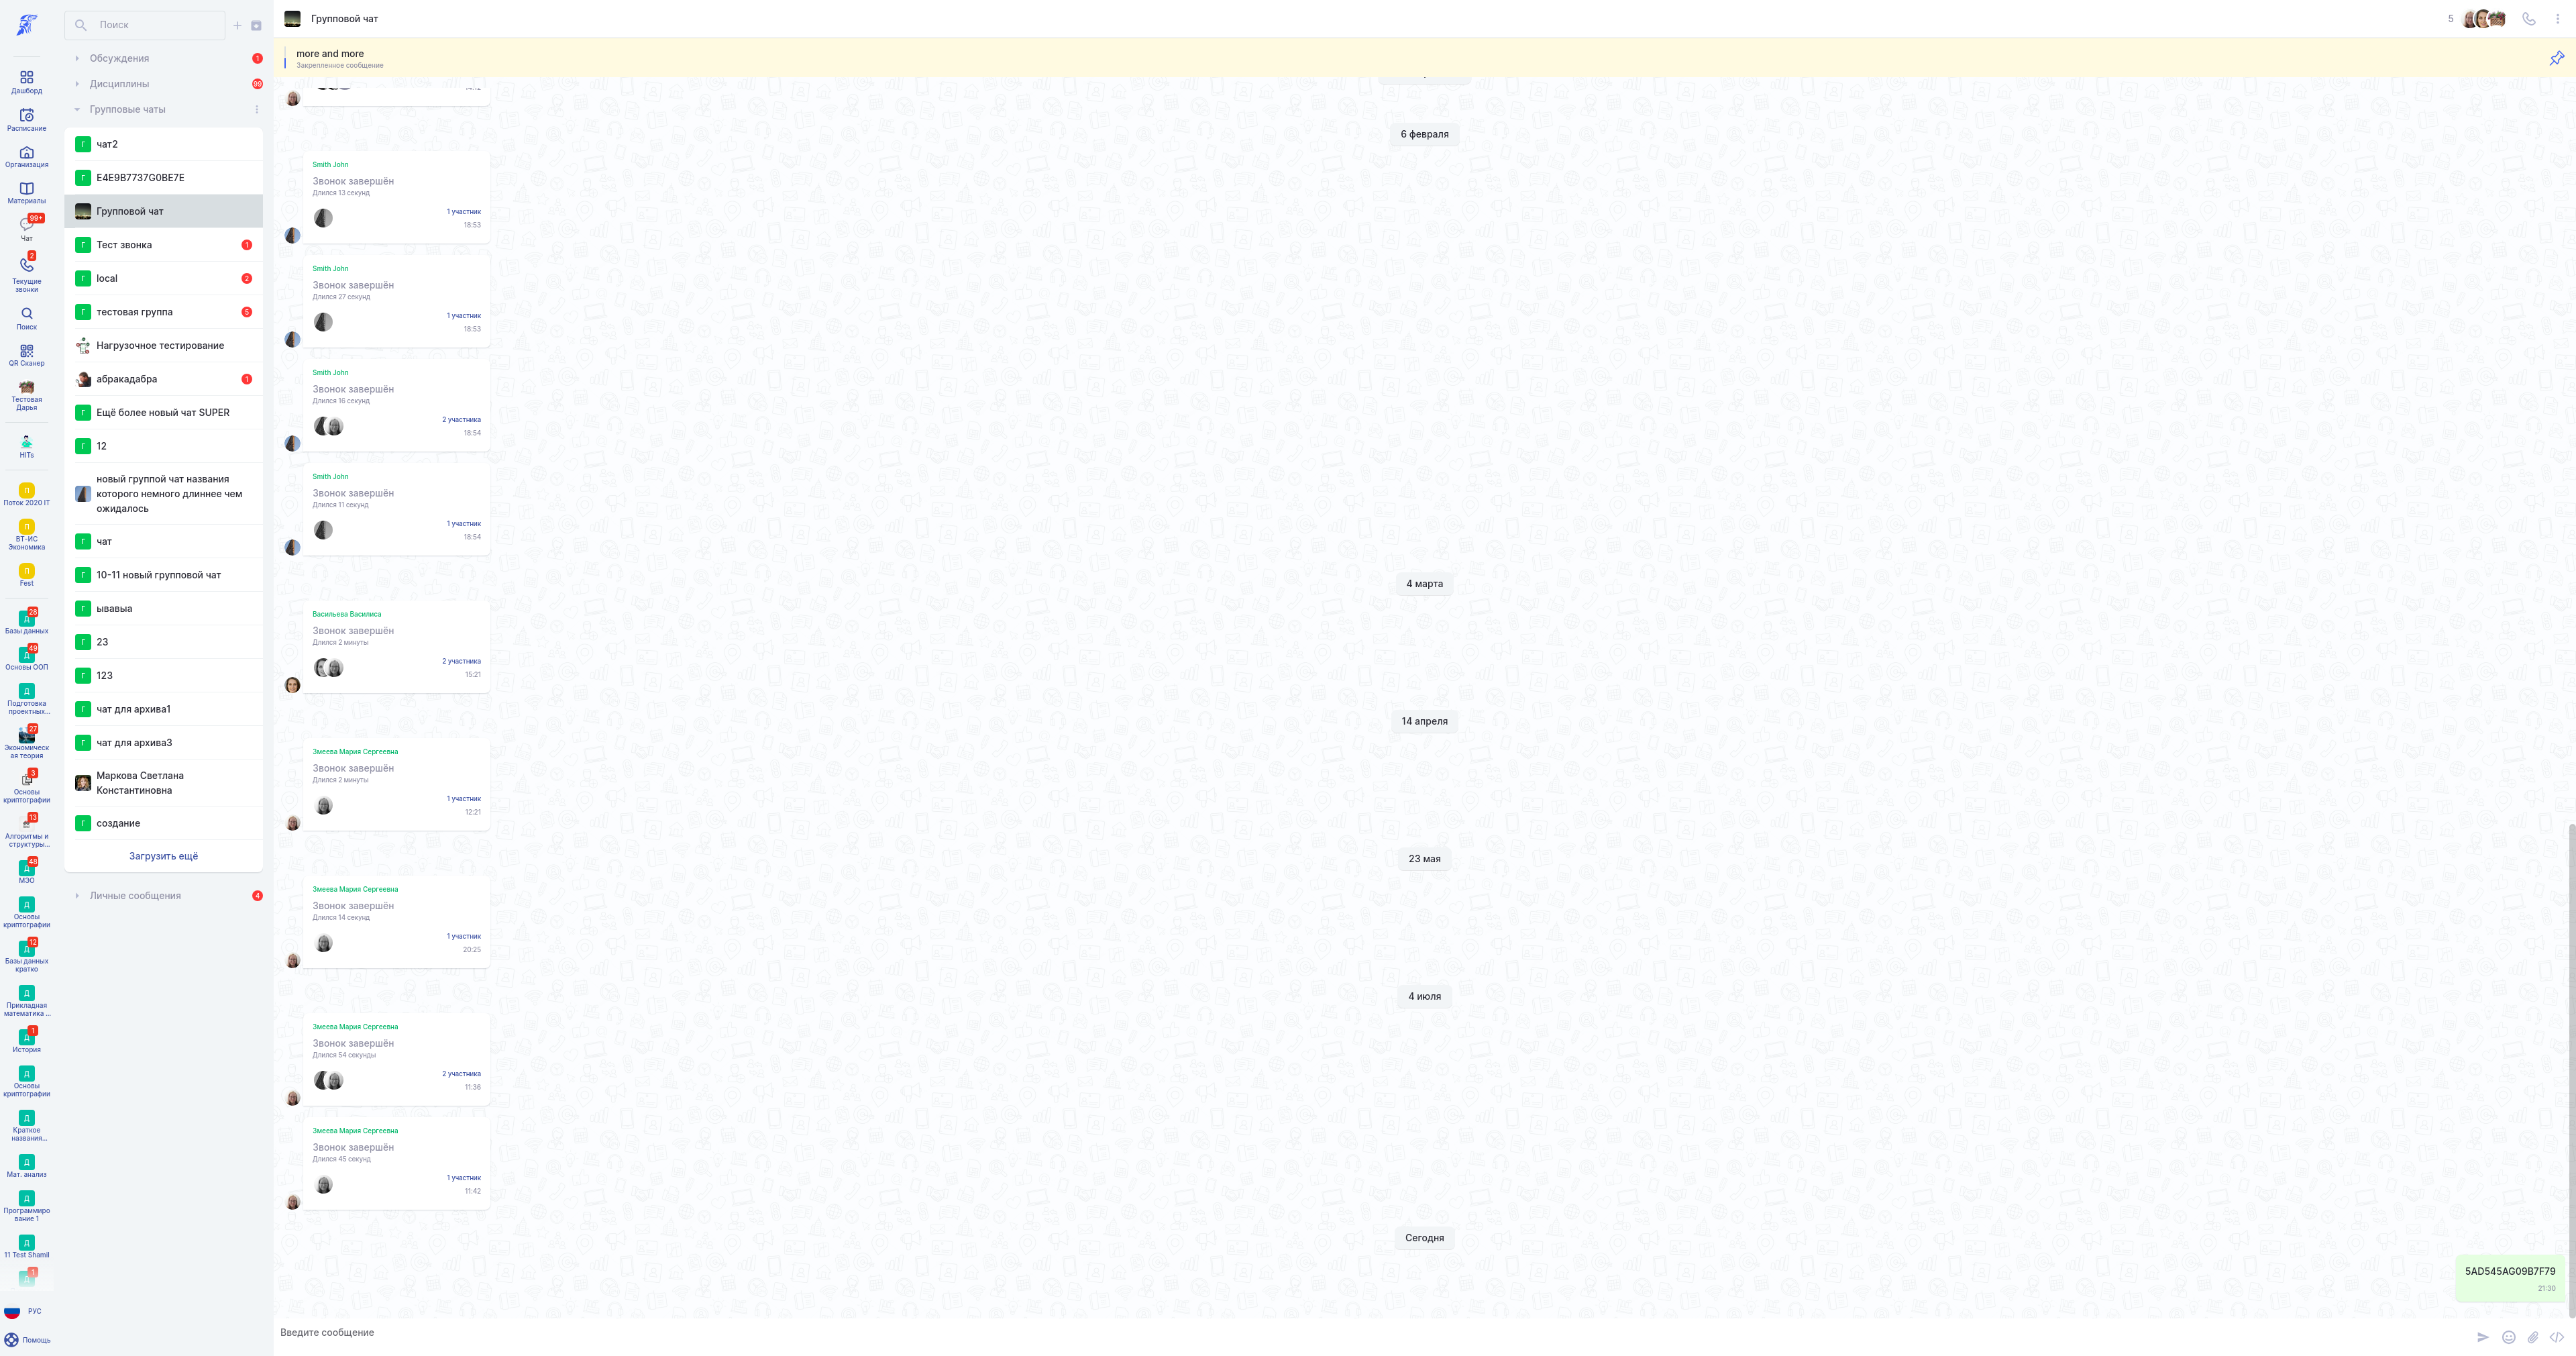 Дашборд
Расписание
Организация
Материалы
99+
Чат
2
Текущие
звонки
Поиск
QR Сканер
Тестовая
Дарья
HITs
П
Поток 2020 IT
П
ВТ-ИС
Экономика
П
Fest
28
Д
Базы данных
49
Д
Основы ООП
Д
Подготовка
проектных...
27
Экономическ
ая теория
3
Основы
криптографии
13
Алгоритмы и
структуры...
48
Д
МЭО
Д
Основы
криптографии
12
Д
Базы данных
кратко
Д
Прикладная
математика ...
1
Д
История
Д
Основы
криптографии
Д
Краткое
названия...
Д
Мат. анализ
Д
Программиро
вание 1
Д
11 Test Shamil
1
Д
РУС
Помощь
Поиск
Обсуждения 1
Дисциплины 99
Групповые чаты
Г чат2
Г E4E9B7737G0BE7E
Групповой чат
Г Тест звонка 1
Г local 2
Г тестовая группа 5
Нагрузочное тестирование
абракадабра 1
Г Ещё более новый чат SUPER
Г 12
новый группой чат названия
которого немного длиннее чем
ожидалось
Г чат
Г 10-11 новый групповой чат
Г ывавыа
Г 23
Г 123
Г чат для архива1
Г чат для архива3
Маркова Светлана
Константиновна
Г создание
Загрузить ещё
Личные сообщения 4
Групповой чат 5
more and more
Закрепленное сообщение
6 февраля
Smith John
Звонок завершён
Длился 13 секунд
1 участник
18:53
Smith John
Звонок завершён
Длился 27 секунд
1 участник
18:53
Smith John
Звонок завершён
Длился 16 секунд
2 участника
18:54
Smith John
Звонок завершён
Длился 11 секунд
1 участник
18:54
4 марта
Васильева Василиса
Звонок завершён
Длился 2 минуты
2 участника
15:21
14 апреля
Змеева Мария Сергеевна
Звонок завершён
Длился 2 минуты
1 участник
12:21
23 мая
Змеева Мария Сергеевна
Звонок завершён
Длился 14 секунд
1 участник
20:25
4 июля
Змеева Мария Сергеевна
Звонок завершён
Длился 54 секунды
2 участника
11:36
Змеева Мария Сергеевна
Звонок завершён
Длился 45 секунд
1 участник
11:42
Сегодня
5AD545AG09B7F79
21:30
Введите сообщение